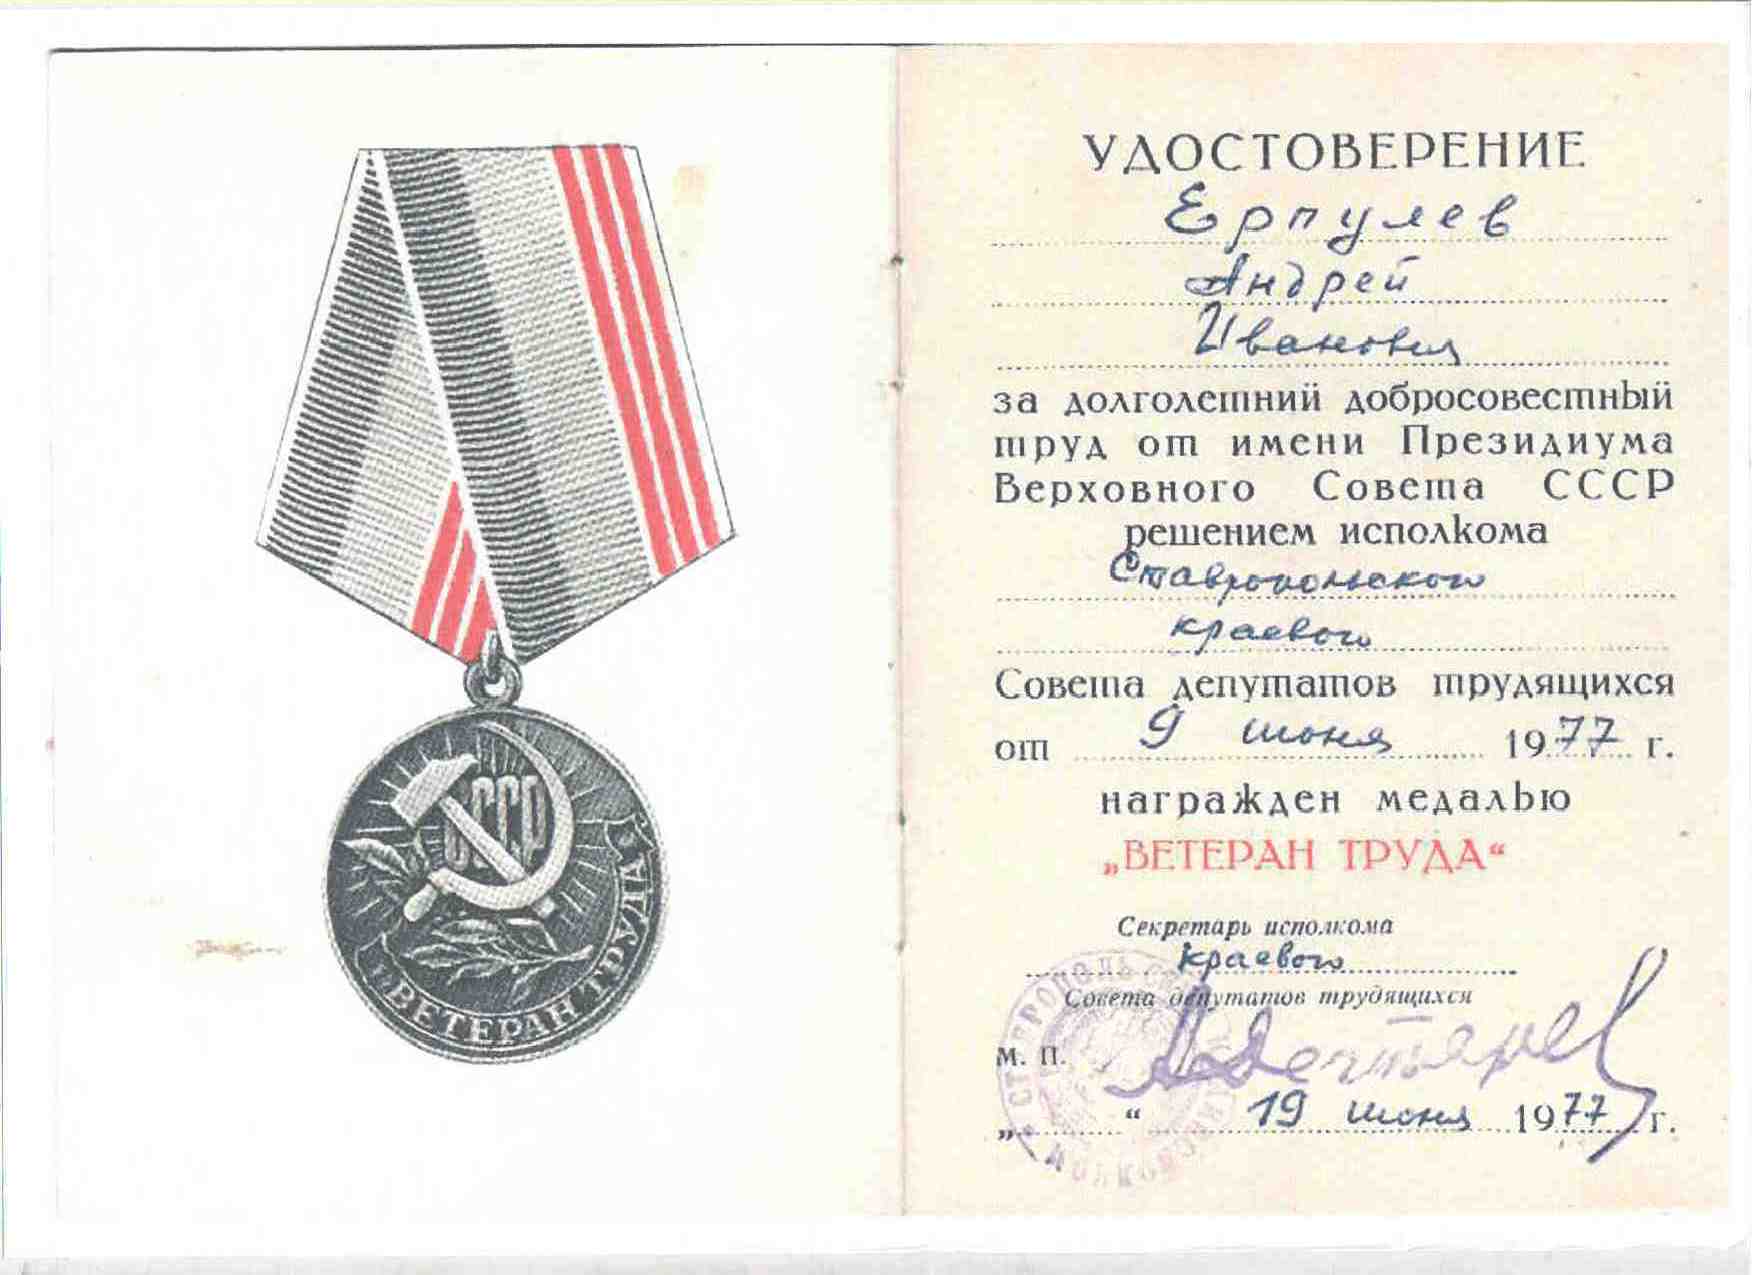 СССР
ВЕТЕРАН ТРУДА
УДОСТОВЕРЕНИЕ
Ерпулев
Андрей
Иванович
за долголетний добросовестный
труд от имени Президиума
Верховного Совета СССР
решением исполкома
Ставропольского
краевого
Совета депутатов трудящихся
от 9 июня 1977 г.
награжден медалью
„ВЕТЕРАН ТРУДА“
Секретарь исполкома
краевого
Совета депутатов трудящихся
М. П.
„ “ 19 июня 1977 г.